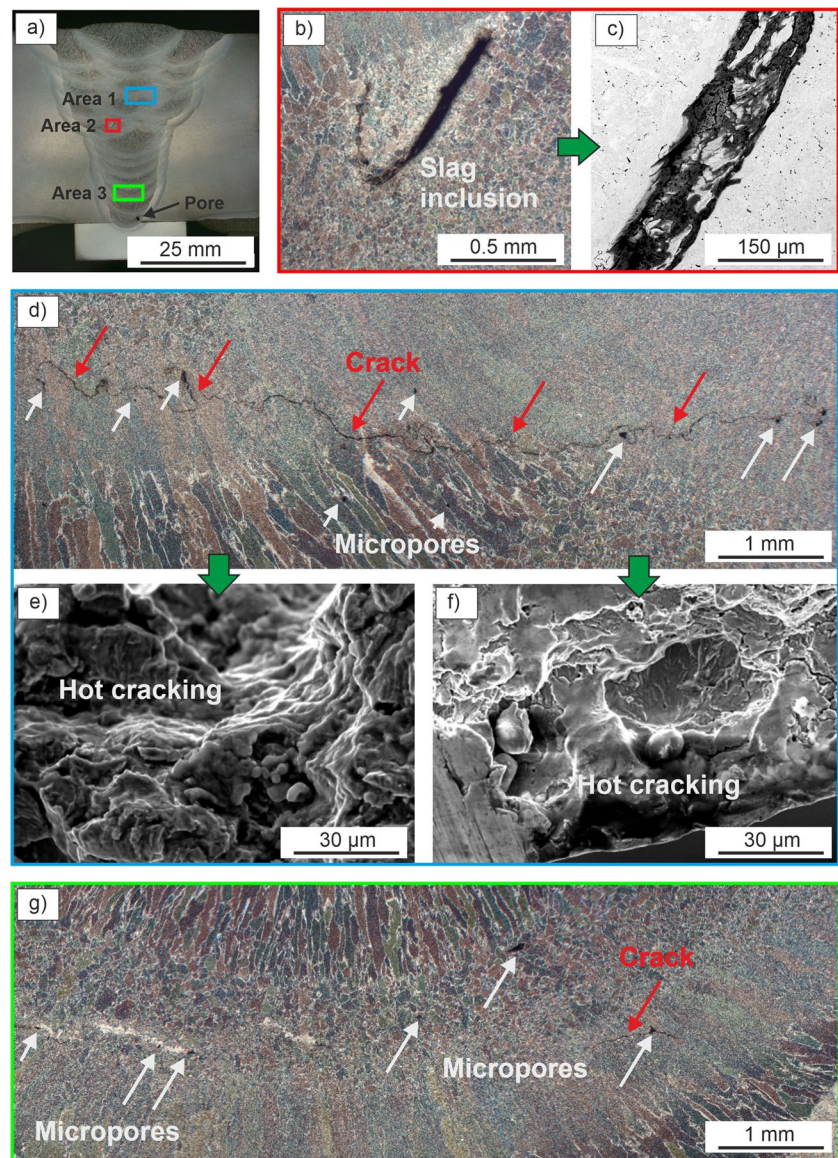 a)
Area 1
Area 2
Area 3
Pore
25 mm
b)
Slag
inclusion
0.5 mm
c)
150 µm
d)
Crack
Micropores
1 mm
e)
Hot cracking
30 µm
f)
Hot cracking
30 µm
g)
Crack
Micropores
Micropores
1 mm